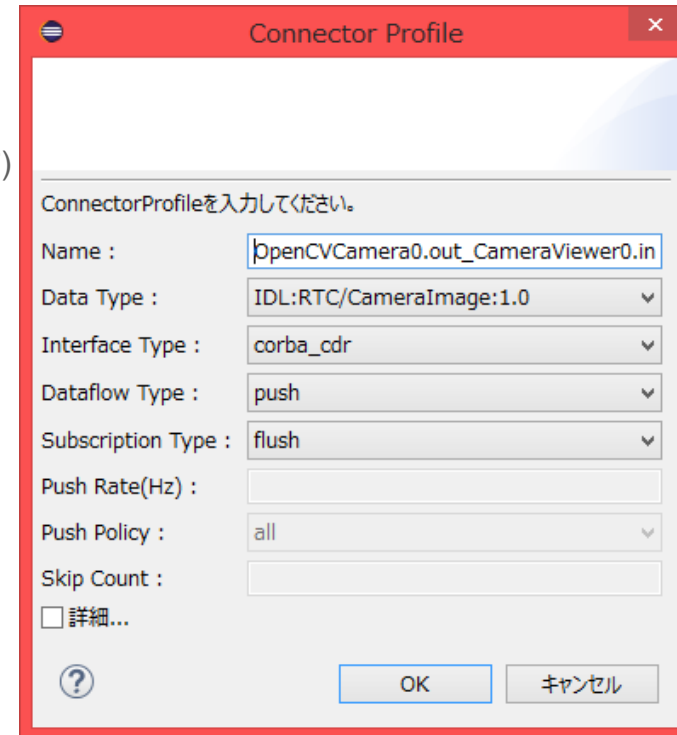 Connector Profile
)
ConnectorProfileを入力してください。
Name : OpenCVCamera0.out_CameraViewer0.in
Data Type : IDL:RTC/CameraImage:1.0
Interface Type : corba_cdr
Dataflow Type : push
Subscription Type : flush
Push Rate(Hz) :
Push Policy : all
Skip Count :
詳細...
OK キャンセル